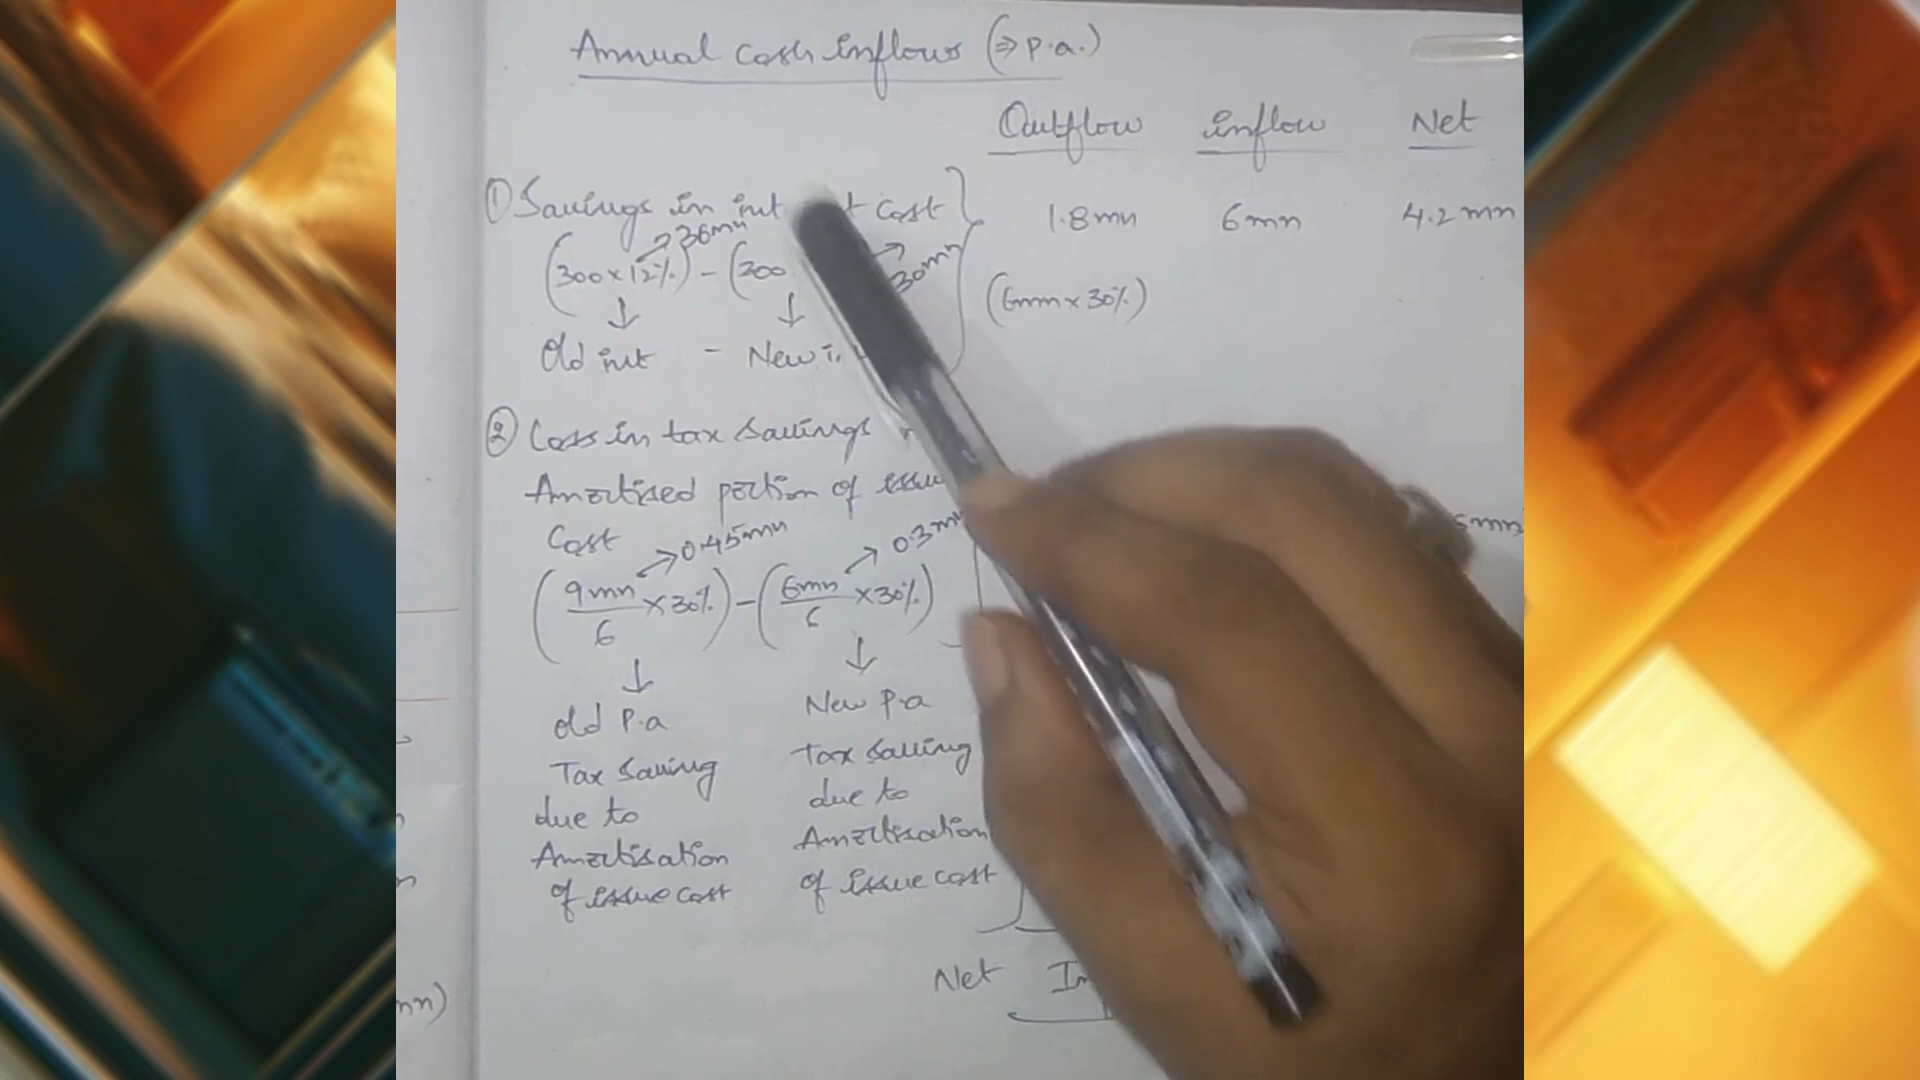 Annual Cash inflows (⇒ p.a.)
Outflow inflow Net
① Savings in int cost 1.8mn 6mn 4.2mn
→ 36mn → 30mn
(300 × 12%) - (300 (6mn × 30%)
↓ ↓
Old int - New
② Loss in tax Savings
Amortised portion of issue
Cost → 0.45mn → 0.3mn
(9mn/6 × 30%) - (6mn/6 × 30%)
↓ ↓
old P.a New p.a
Tax Saving Tax Saving
due to due to
Amortisation Amortisation
of issue cost of issue cost
Net